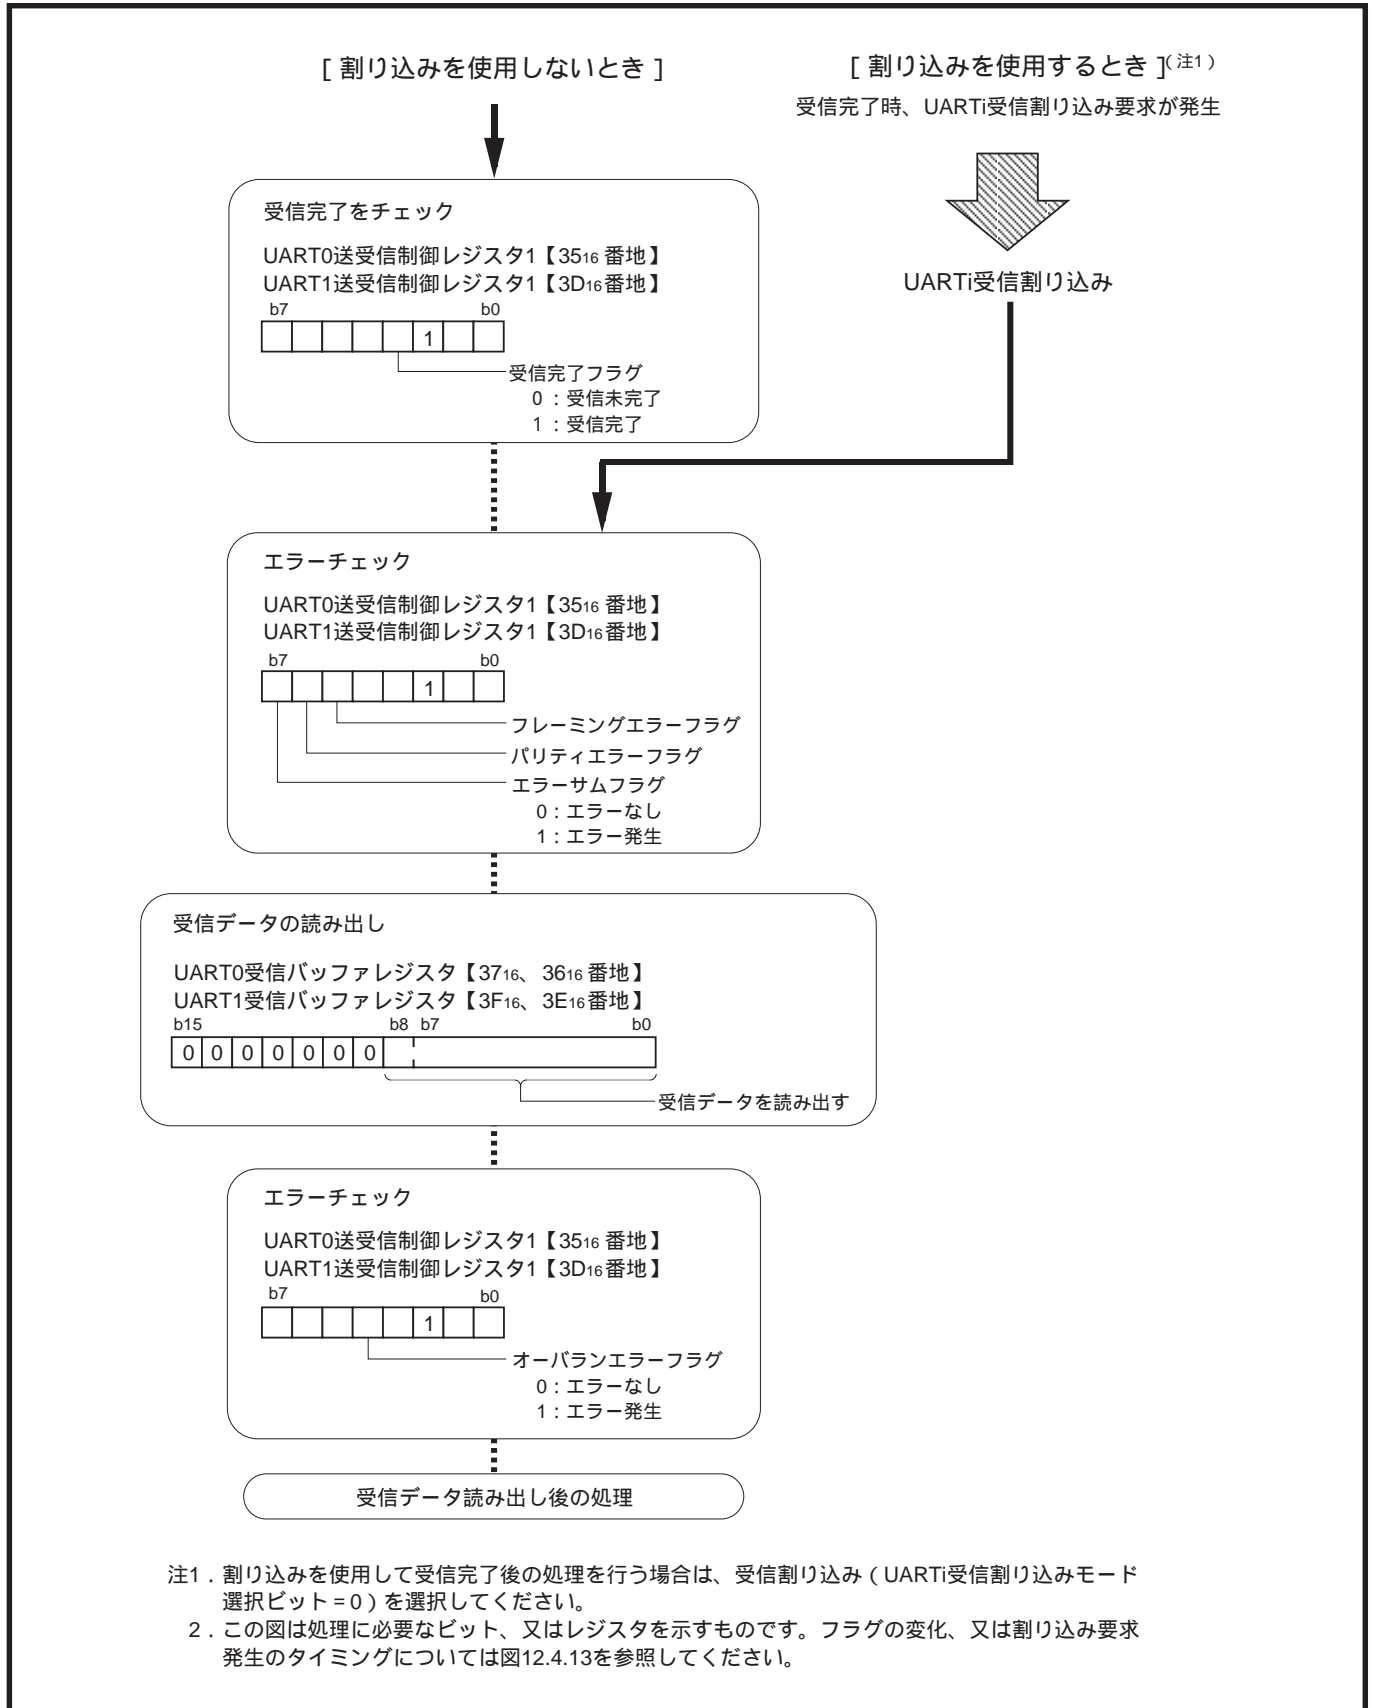 [ 割り込みを使用しないとき ]
[ 割り込みを使用するとき ](注1)
受信完了時、UARTi受信割り込み要求が発生
UARTi受信割り込み
受信完了をチェック
UART0送受信制御レジスタ1【3516 番地】
UART1送受信制御レジスタ1【3D16番地】
b7 b0
1
受信完了フラグ
0 : 受信未完了
1 : 受信完了
エラーチェック
UART0送受信制御レジスタ1【3516 番地】
UART1送受信制御レジスタ1【3D16番地】
b7 b0
1
フレーミングエラーフラグ
パリティエラーフラグ
エラーサムフラグ
0 : エラーなし
1 : エラー発生
受信データの読み出し
UART0受信バッファレジスタ【3716、3616 番地】
UART1受信バッファレジスタ【3F16、3E16番地】
b15 b8 b7 b0
0 0 0 0 0 0 0
受信データを読み出す
エラーチェック
UART0送受信制御レジスタ1【3516 番地】
UART1送受信制御レジスタ1【3D16番地】
b7 b0
1
オーバランエラーフラグ
0 : エラーなし
1 : エラー発生
受信データ読み出し後の処理
注1．割り込みを使用して受信完了後の処理を行う場合は、受信割り込み（UARTi受信割り込みモード
選択ビット = 0）を選択してください。
2．この図は処理に必要なビット、又はレジスタを示すものです。フラグの変化、又は割り込み要求
発生のタイミングについては図12.4.13を参照してください。